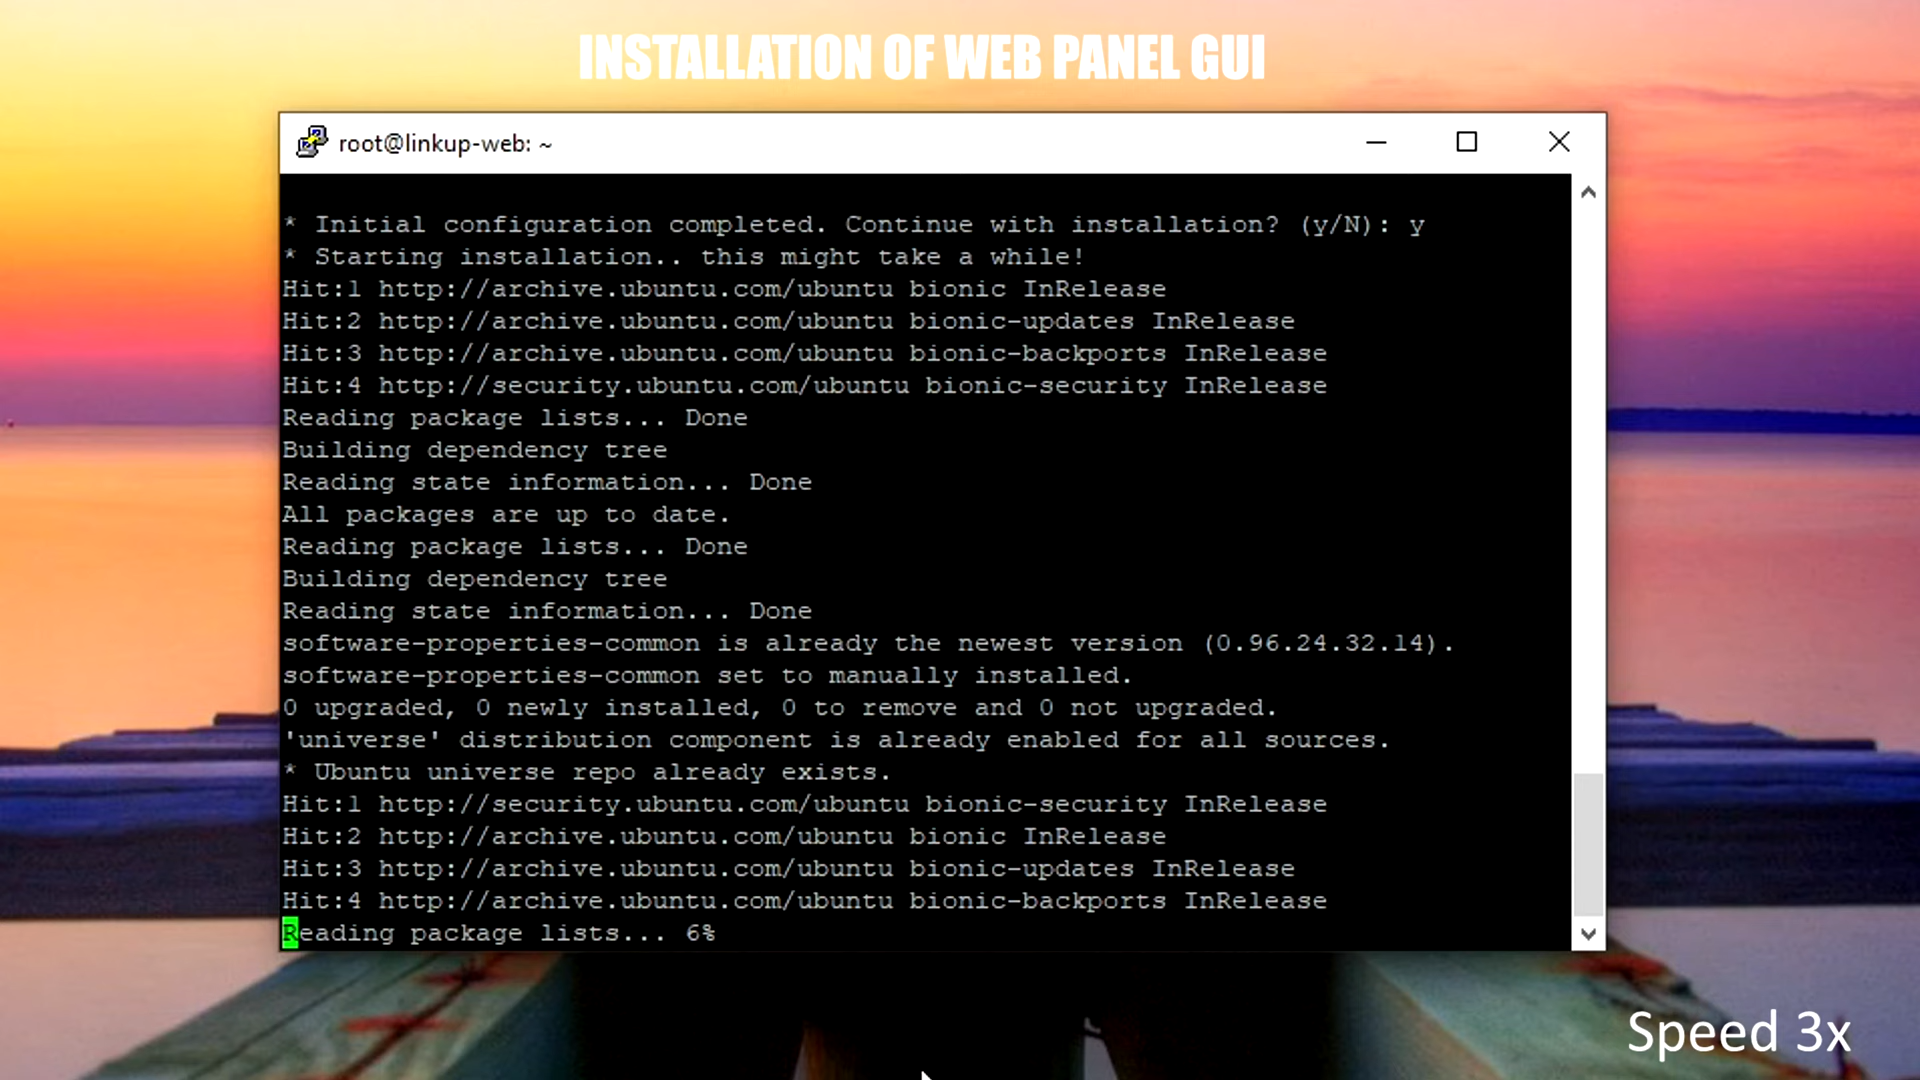 INSTALLATION OF WEB PANEL GUI
root@linkup-web: ~
* Initial configuration completed. Continue with installation? (y/N): y
* Starting installation.. this might take a while!
Hit:1 http://archive.ubuntu.com/ubuntu bionic InRelease
Hit:2 http://archive.ubuntu.com/ubuntu bionic-updates InRelease
Hit:3 http://archive.ubuntu.com/ubuntu bionic-backports InRelease
Hit:4 http://security.ubuntu.com/ubuntu bionic-security InRelease
Reading package lists... Done
Building dependency tree
Reading state information... Done
All packages are up to date.
Reading package lists... Done
Building dependency tree
Reading state information... Done
software-properties-common is already the newest version (0.96.24.32.14).
software-properties-common set to manually installed.
0 upgraded, 0 newly installed, 0 to remove and 0 not upgraded.
'universe' distribution component is already enabled for all sources.
* Ubuntu universe repo already exists.
Hit:1 http://security.ubuntu.com/ubuntu bionic-security InRelease
Hit:2 http://archive.ubuntu.com/ubuntu bionic InRelease
Hit:3 http://archive.ubuntu.com/ubuntu bionic-updates InRelease
Hit:4 http://archive.ubuntu.com/ubuntu bionic-backports InRelease
Reading package lists... 6%
Speed 3x